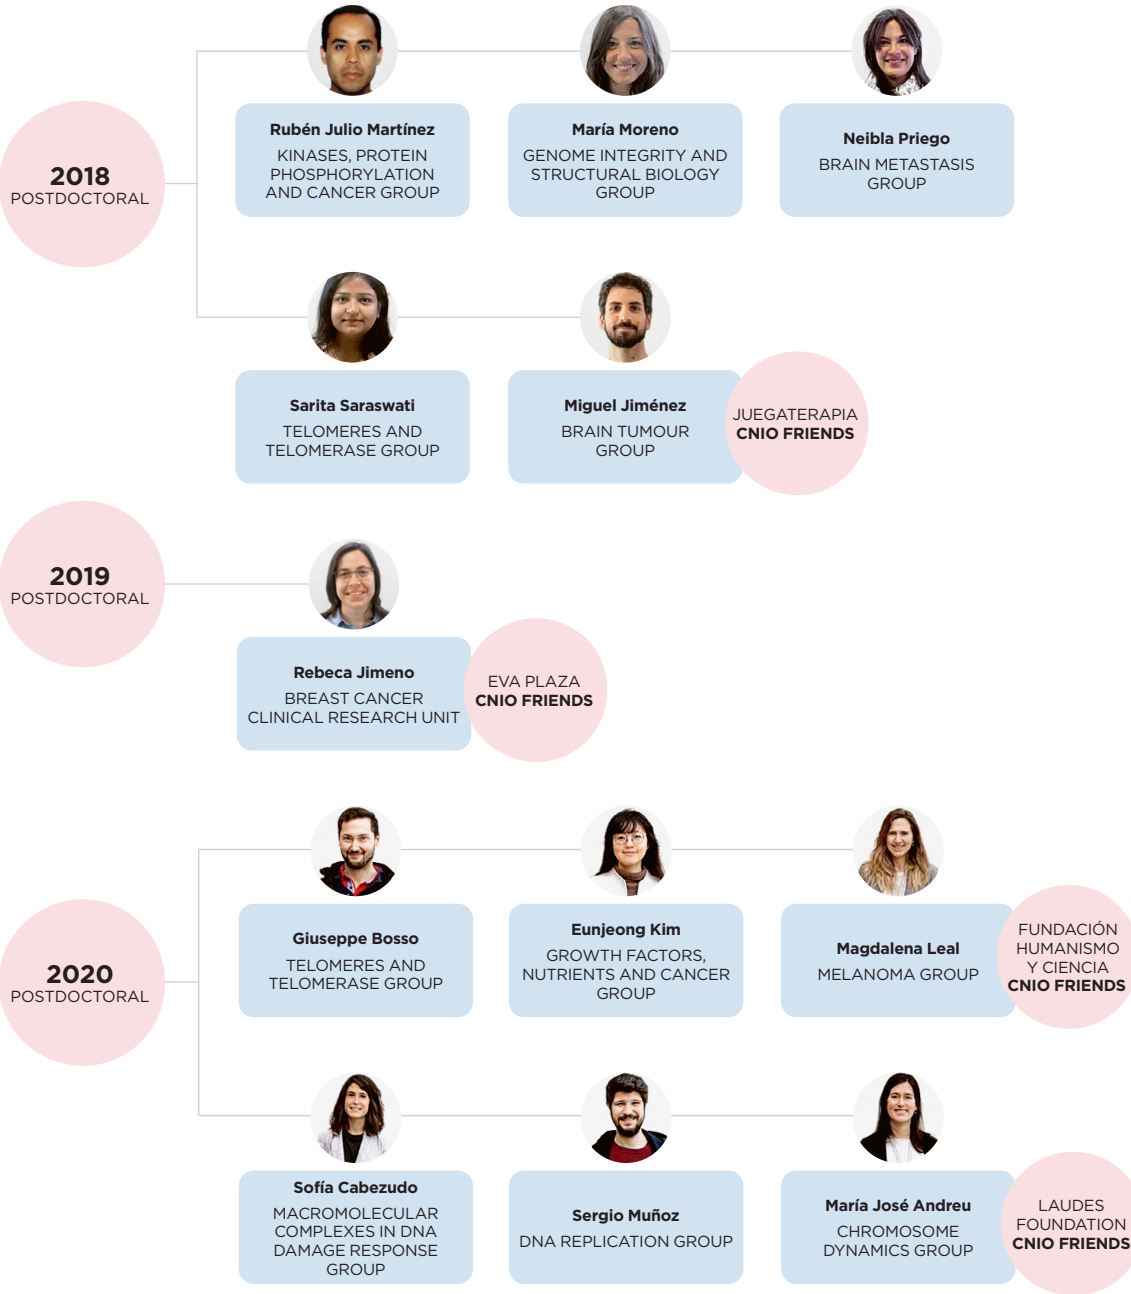 2018
POSTDOCTORAL
Rubén Julio Martínez
KINASES, PROTEIN
PHOSPHORYLATION
AND CANCER GROUP
María Moreno
GENOME INTEGRITY AND
STRUCTURAL BIOLOGY
GROUP
Neibla Priego
BRAIN METASTASIS
GROUP
Sarita Saraswati
TELOMERES AND
TELOMERASE GROUP
Miguel Jiménez
BRAIN TUMOUR
GROUP
JUEGATERAPIA
CNIO FRIENDS
2019
POSTDOCTORAL
Rebeca Jimeno
BREAST CANCER
CLINICAL RESEARCH UNIT
EVA PLAZA
CNIO FRIENDS
2020
POSTDOCTORAL
Giuseppe Bosso
TELOMERES AND
TELOMERASE GROUP
Eunjeong Kim
GROWTH FACTORS,
NUTRIENTS AND CANCER
GROUP
Magdalena Leal
MELANOMA GROUP
FUNDACIÓN
HUMANISMO
Y CIENCIA
CNIO FRIENDS
Sofía Cabezudo
MACROMOLECULAR
COMPLEXES IN DNA
DAMAGE RESPONSE
GROUP
Sergio Muñoz
DNA REPLICATION GROUP
María José Andreu
CHROMOSOME
DYNAMICS GROUP
LAUDES
FOUNDATION
CNIO FRIENDS